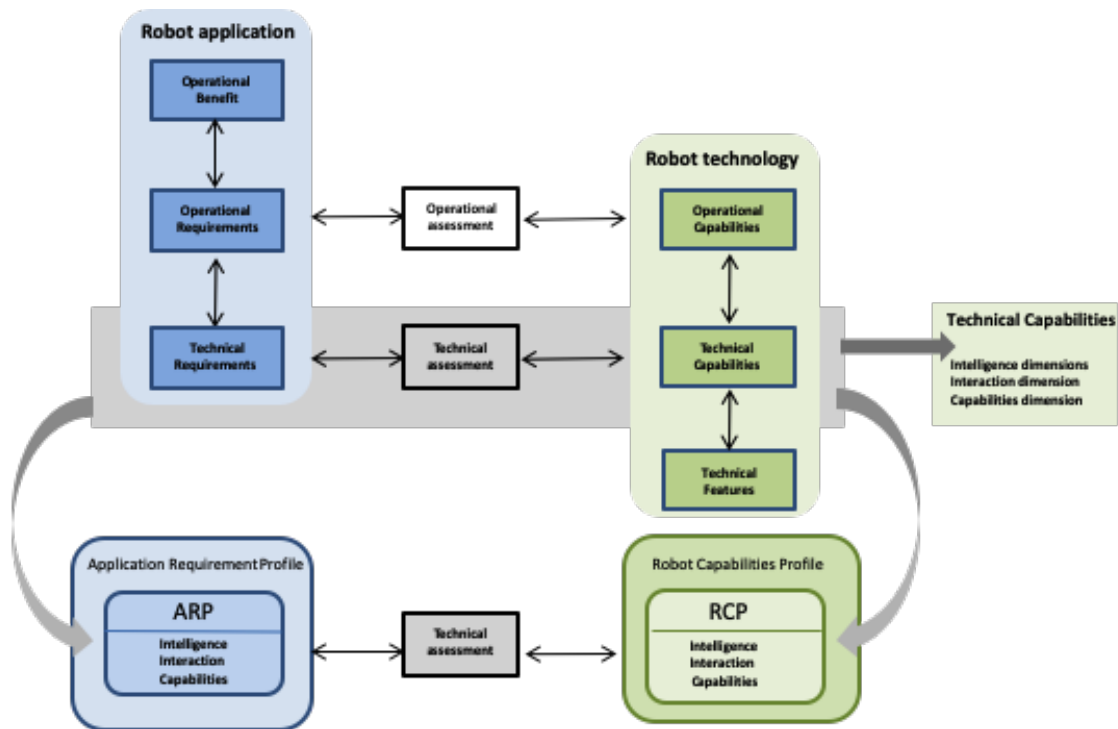 Robot application
Operational
Benefit
Operational
Requirements
Technical
Requirements
Operational
assessment
Technical
assessment
Robot technology
Operational
Capabilities
Technical
Capabilities
Technical
Features
Technical Capabilities
Intelligence dimensions
Interaction dimension
Capabilities dimension
Application Requirement Profile
ARP
Intelligence
Interaction
Capabilities
Technical
assessment
Robot Capabilities Profile
RCP
Intelligence
Interaction
Capabilities